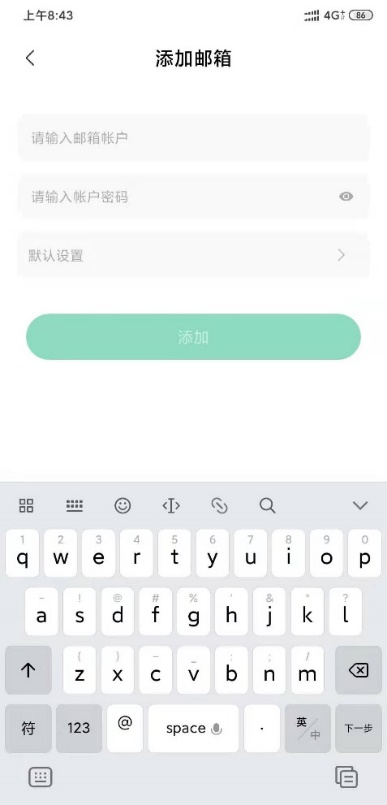 上午8:43 4G 86
添加邮箱
请输入邮箱帐户
请输入帐户密码
默认设置
添加
1 2 3 4 5 6 7 8 9 0
q w e r t y u i o p
~ ! @ # % ' & * ?
a s d f g h j k l
( ) - _ : ; /
z x c v b n m
符 123 @ space . 英/中 下一步